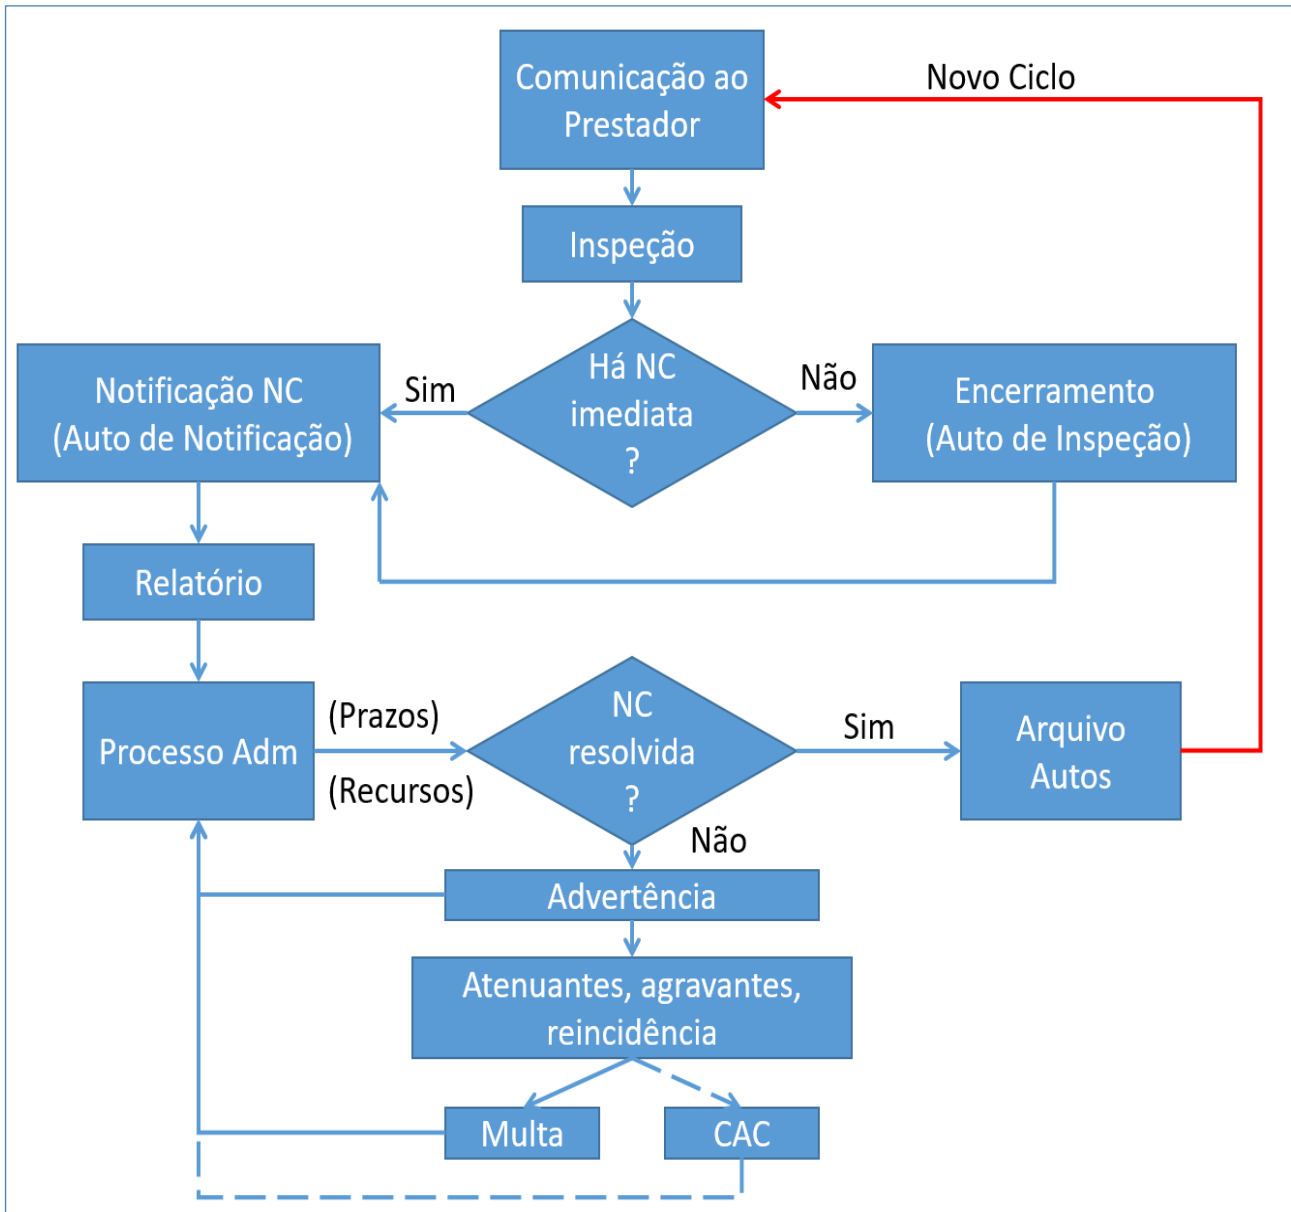 Comunicação ao
Prestador
Novo Ciclo
Inspeção
Há NC
imediata
?
Sim
Não
Notificação NC
(Auto de Notificação)
Encerramento
(Auto de Inspeção)
Relatório
Processo Adm
(Prazos)
(Recursos)
NC
resolvida
?
Sim
Não
Arquivo
Autos
Advertência
Atenuantes, agravantes,
reincidência
Multa
CAC